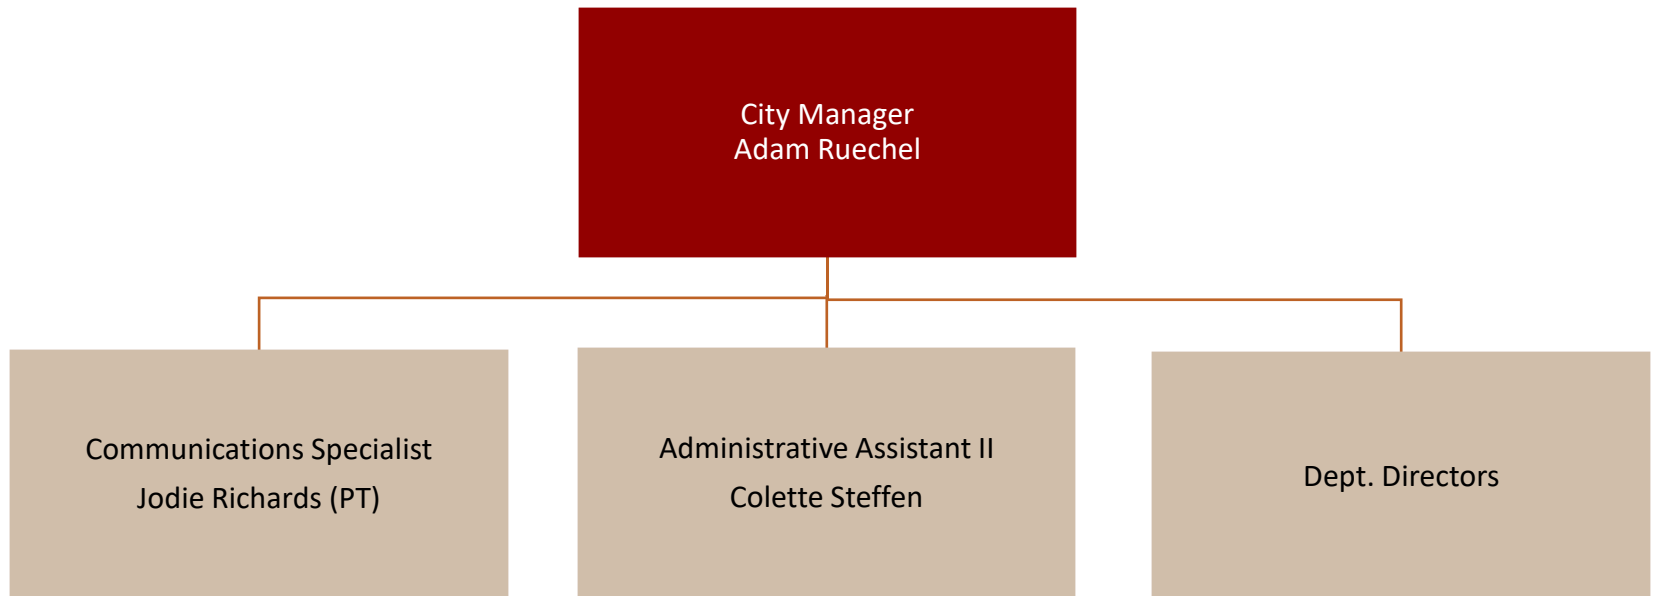 City Manager
Adam Ruechel
Communications Specialist
Jodie Richards (PT)
Administrative Assistant II
Colette Steffen
Dept. Directors